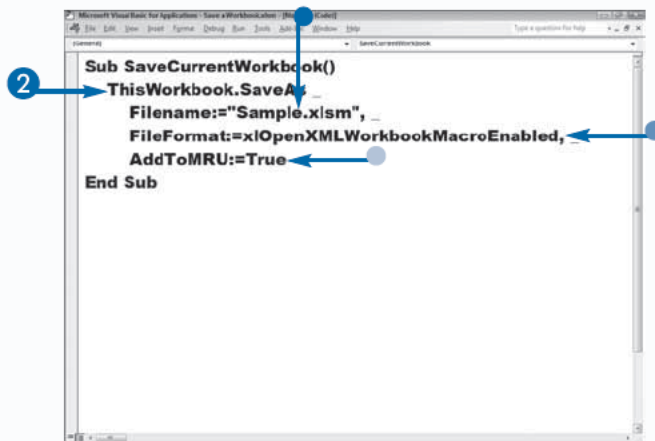 Microsoft Visual Basic for Applications - Save a Workbook.xlsm - [
(Code)]
File Edit View Insert Format Debug Run Tools Add-Ins Window Help
Type a question for help
(General)
SaveCurrentWorkbook
2
Sub SaveCurrentWorkbook()
ThisWorkbook.SaveAs _
Filename:="Sample.xlsm", _
FileFormat:=xlOpenXMLWorkbookMacroEnabled, _
AddToMRU:=True
End Sub